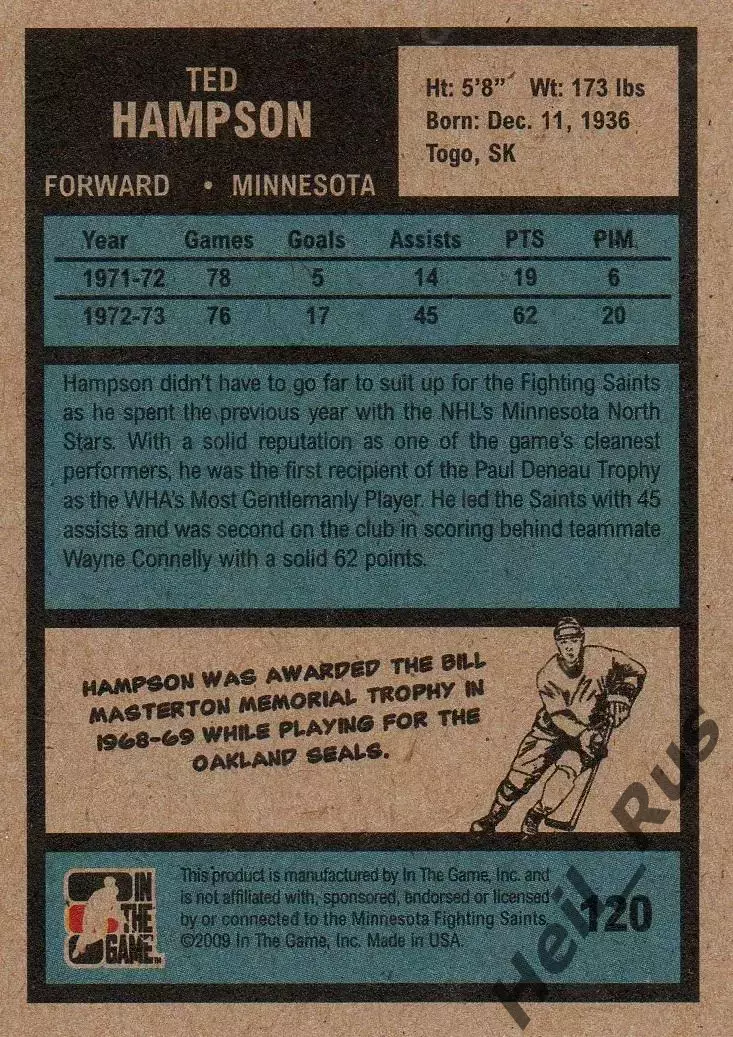 TED
HAMPSON
FORWARD • MINNESOTA
Ht: 5'8" Wt: 173 lbs
Born: Dec. 11, 1936
Togo, SK
Year Games Goals Assists PTS PIM
1971-72 78 5 14 19 6
1972-73 76 17 45 62 20
Hampson didn't have to go far to suit up for the Fighting Saints
as he spent the previous year with the NHL's Minnesota North
Stars. With a solid reputation as one of the game's cleanest
performers, he was the first recipient of the Paul Deneau Trophy
as the WHA's Most Gentlemanly Player. He led the Saints with 45
assists and was second on the club in scoring behind teammate
Wayne Connelly with a solid 62 points.
HAMPSON WAS AWARDED THE BILL
MASTERTON MEMORIAL TROPHY IN
1968-69 WHILE PLAYING FOR THE
OAKLAND SEALS.
IN
THE
GAME™
This product is manufactured by In The Game, Inc. and
is not affiliated with, sponsored, endorsed or licensed
by or connected to the Minnesota Fighting Saints
©2009 In The Game, Inc. Made in USA.
120
Heil_Rus